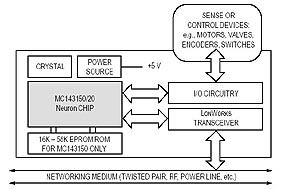 SENSE OR
CONTROL DEVICES:
e.g., MOTORS, VALVES,
ENCODERS, SWITCHES
CRYSTAL
POWER
SOURCE
+5 V
MC143150/20
Neuron CHIP
I/O CIRCUITRY
LONWORKS
TRANSCEIVER
16K – 58K EPROM/ROM
FOR MC143150 ONLY
NETWORKING MEDIUM (TWISTED PAIR, RF, POWER LINE, etc.)